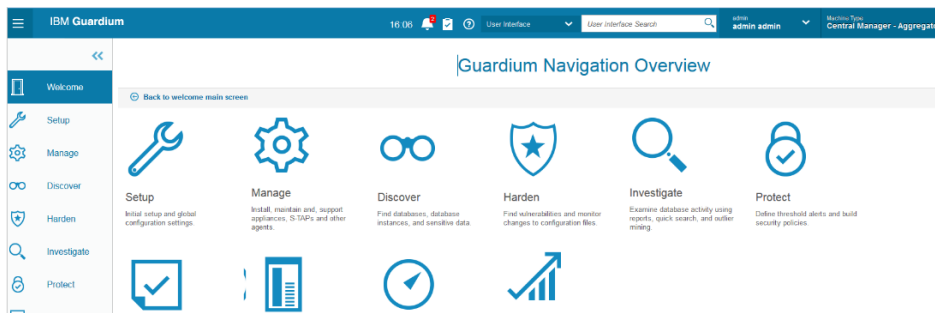 IBM Guardium
16:06
User Interface
User Interface Search
admin
admin admin
Machine Type
Central Manager - Aggregato
Guardium Navigation Overview
Welcome
Back to welcome main screen
Setup
Manage
Discover
Harden
Investigate
Protect
Setup
Initial setup and global
configuration settings.
Manage
Install, maintain and, support
appliances, S-TAPs and other
agents.
Discover
Find databases, database
instances, and sensitive data.
Harden
Find vulnerabilities and monitor
changes to configuration files.
Investigate
Examine database activity using
reports, quick search, and outlier
mining.
Protect
Define threshold alerts and build
security policies.